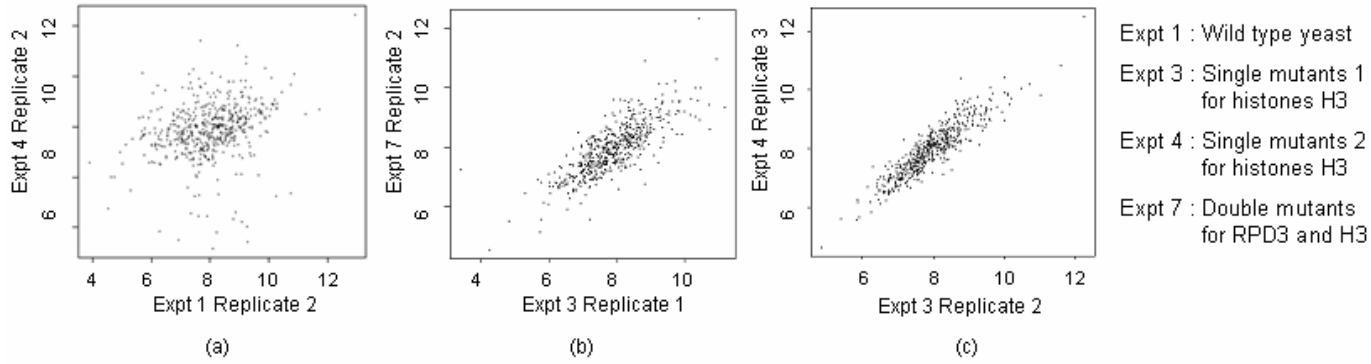 Expt 4 Replicate 2
12
10
8
6
4
6
8
10
12
Expt 1 Replicate 2
(a)
Expt 7 Replicate 2
12
10
8
6
4
6
8
10
Expt 3 Replicate 1
(b)
Expt 4 Replicate 3
12
10
8
6
6
8
10
12
Expt 3 Replicate 2
(c)
Expt 1 : Wild type yeast
Expt 3 : Single mutants 1
for histones H3
Expt 4 : Single mutants 2
for histones H3
Expt 7 : Double mutants
for RPD3 and H3